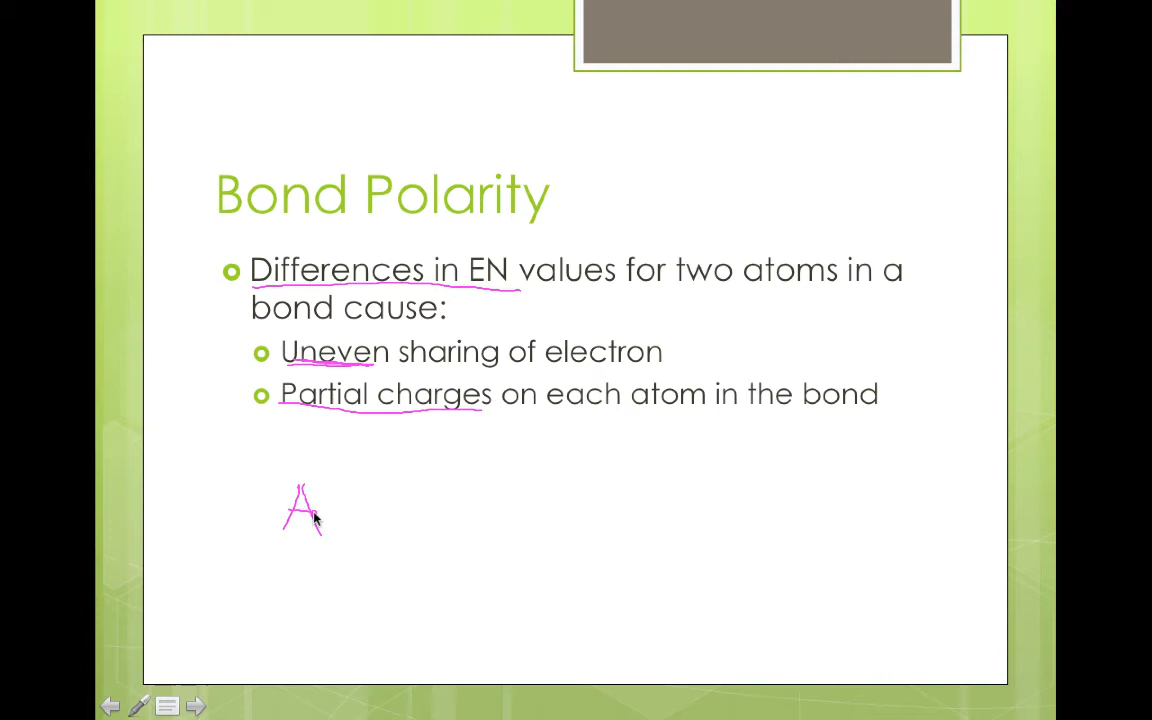 Bond Polarity
Differences in EN values for two atoms in a
bond cause:
Uneven sharing of electron
Partial charges on each atom in the bond
A